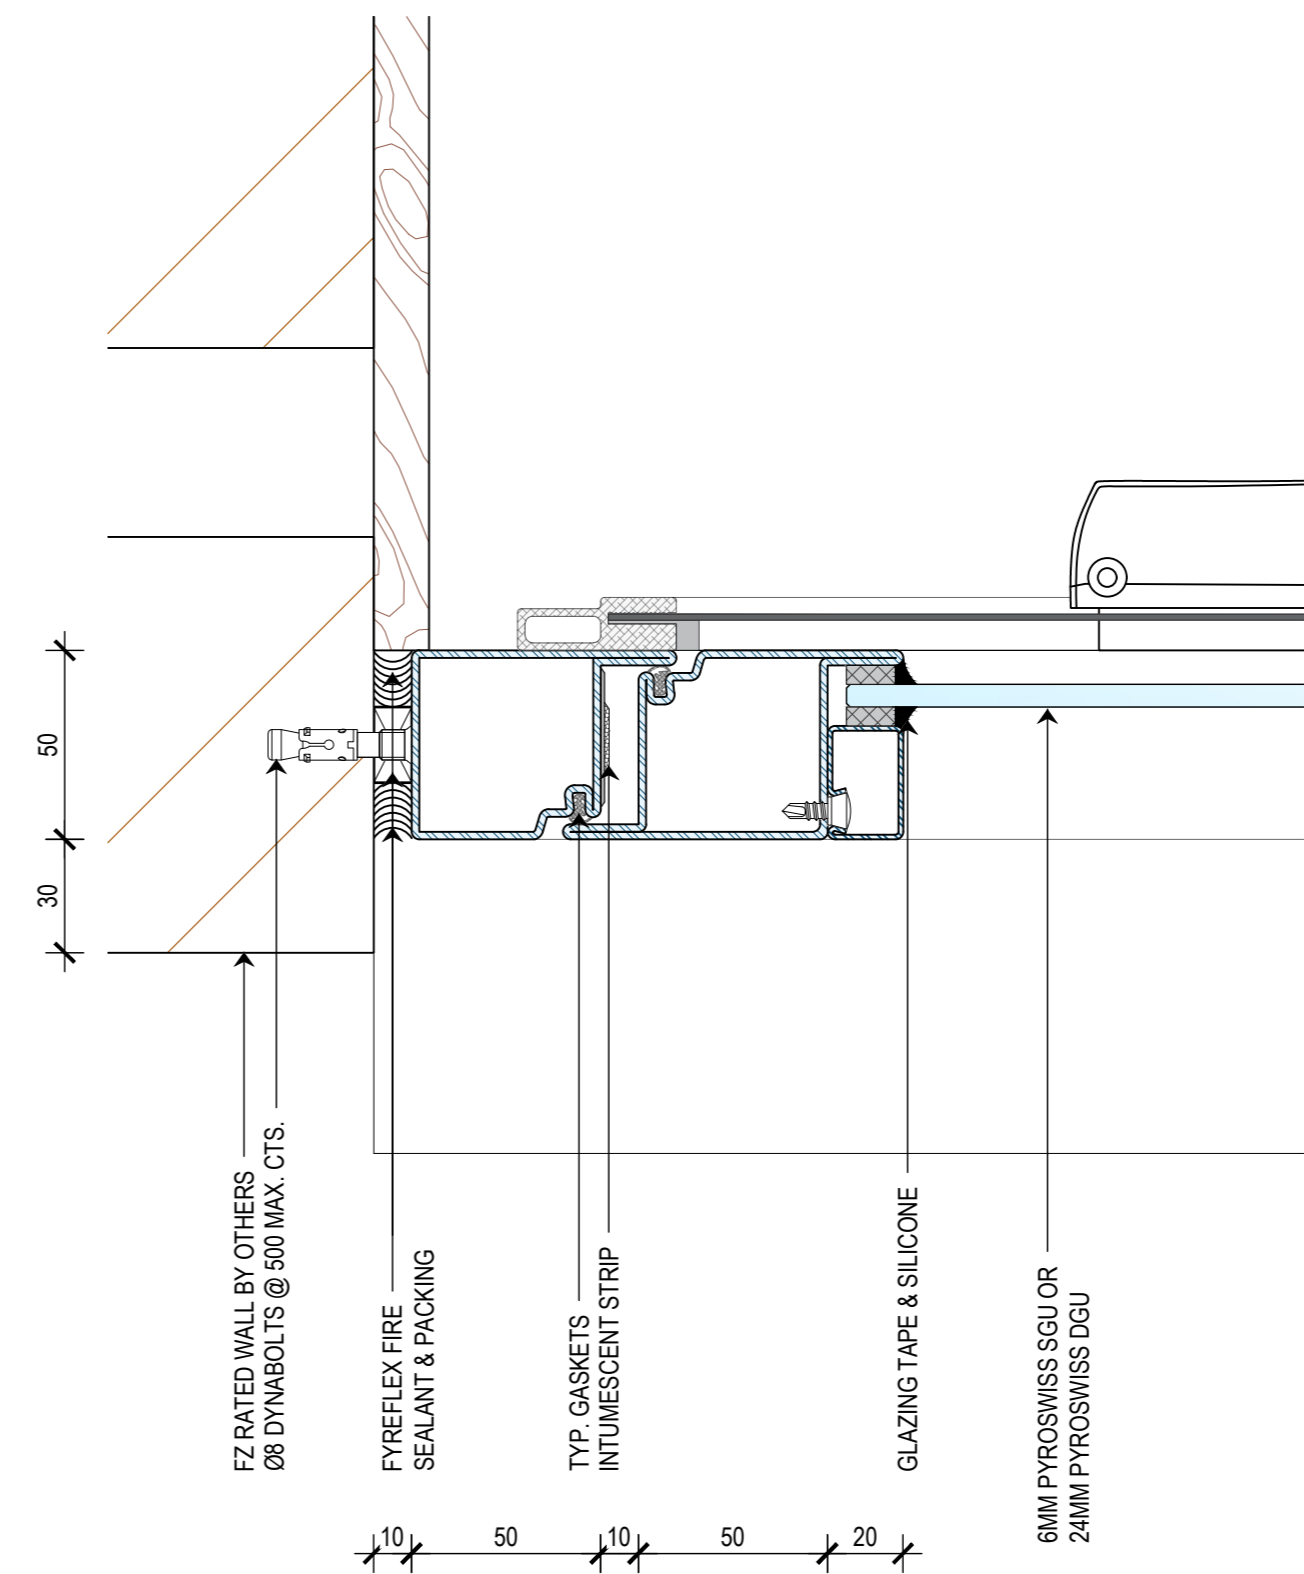 50
30
FZ RATED WALL BY OTHERS
Ø8 DYNABOLTS @ 500 MAX. CTS.
FYREFLEX FIRE
SEALANT & PACKING
TYP. GASKETS
INTUMESCENT STRIP
GLAZING TAPE & SILICONE
6MM PYROSWISS SGU OR
24MM PYROSWISS DGU
10
50
10
50
20